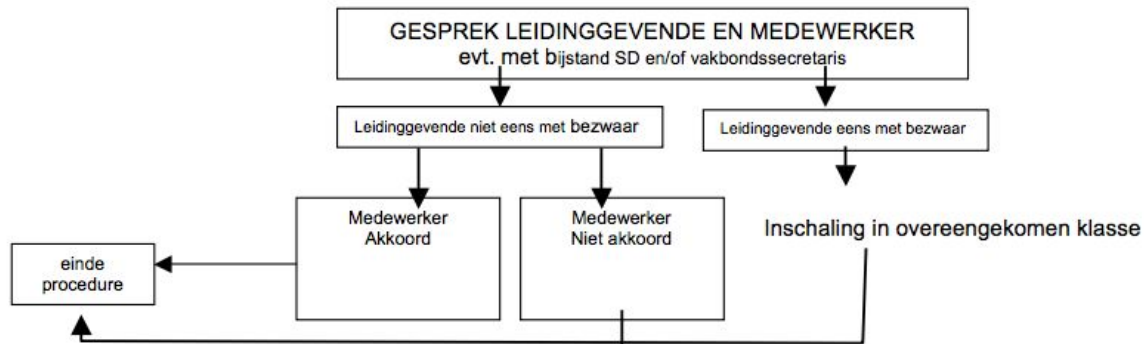 GESPREK LEIDINGGEVENDE EN MEDEWERKER
evt. met bijstand SD en/of vakbondssecretaris
Leidinggevende niet eens met bezwaar
Leidinggevende eens met bezwaar
Medewerker
Akkoord
Medewerker
Niet akkoord
Inschaling in overeengekomen klasse
einde
procedure